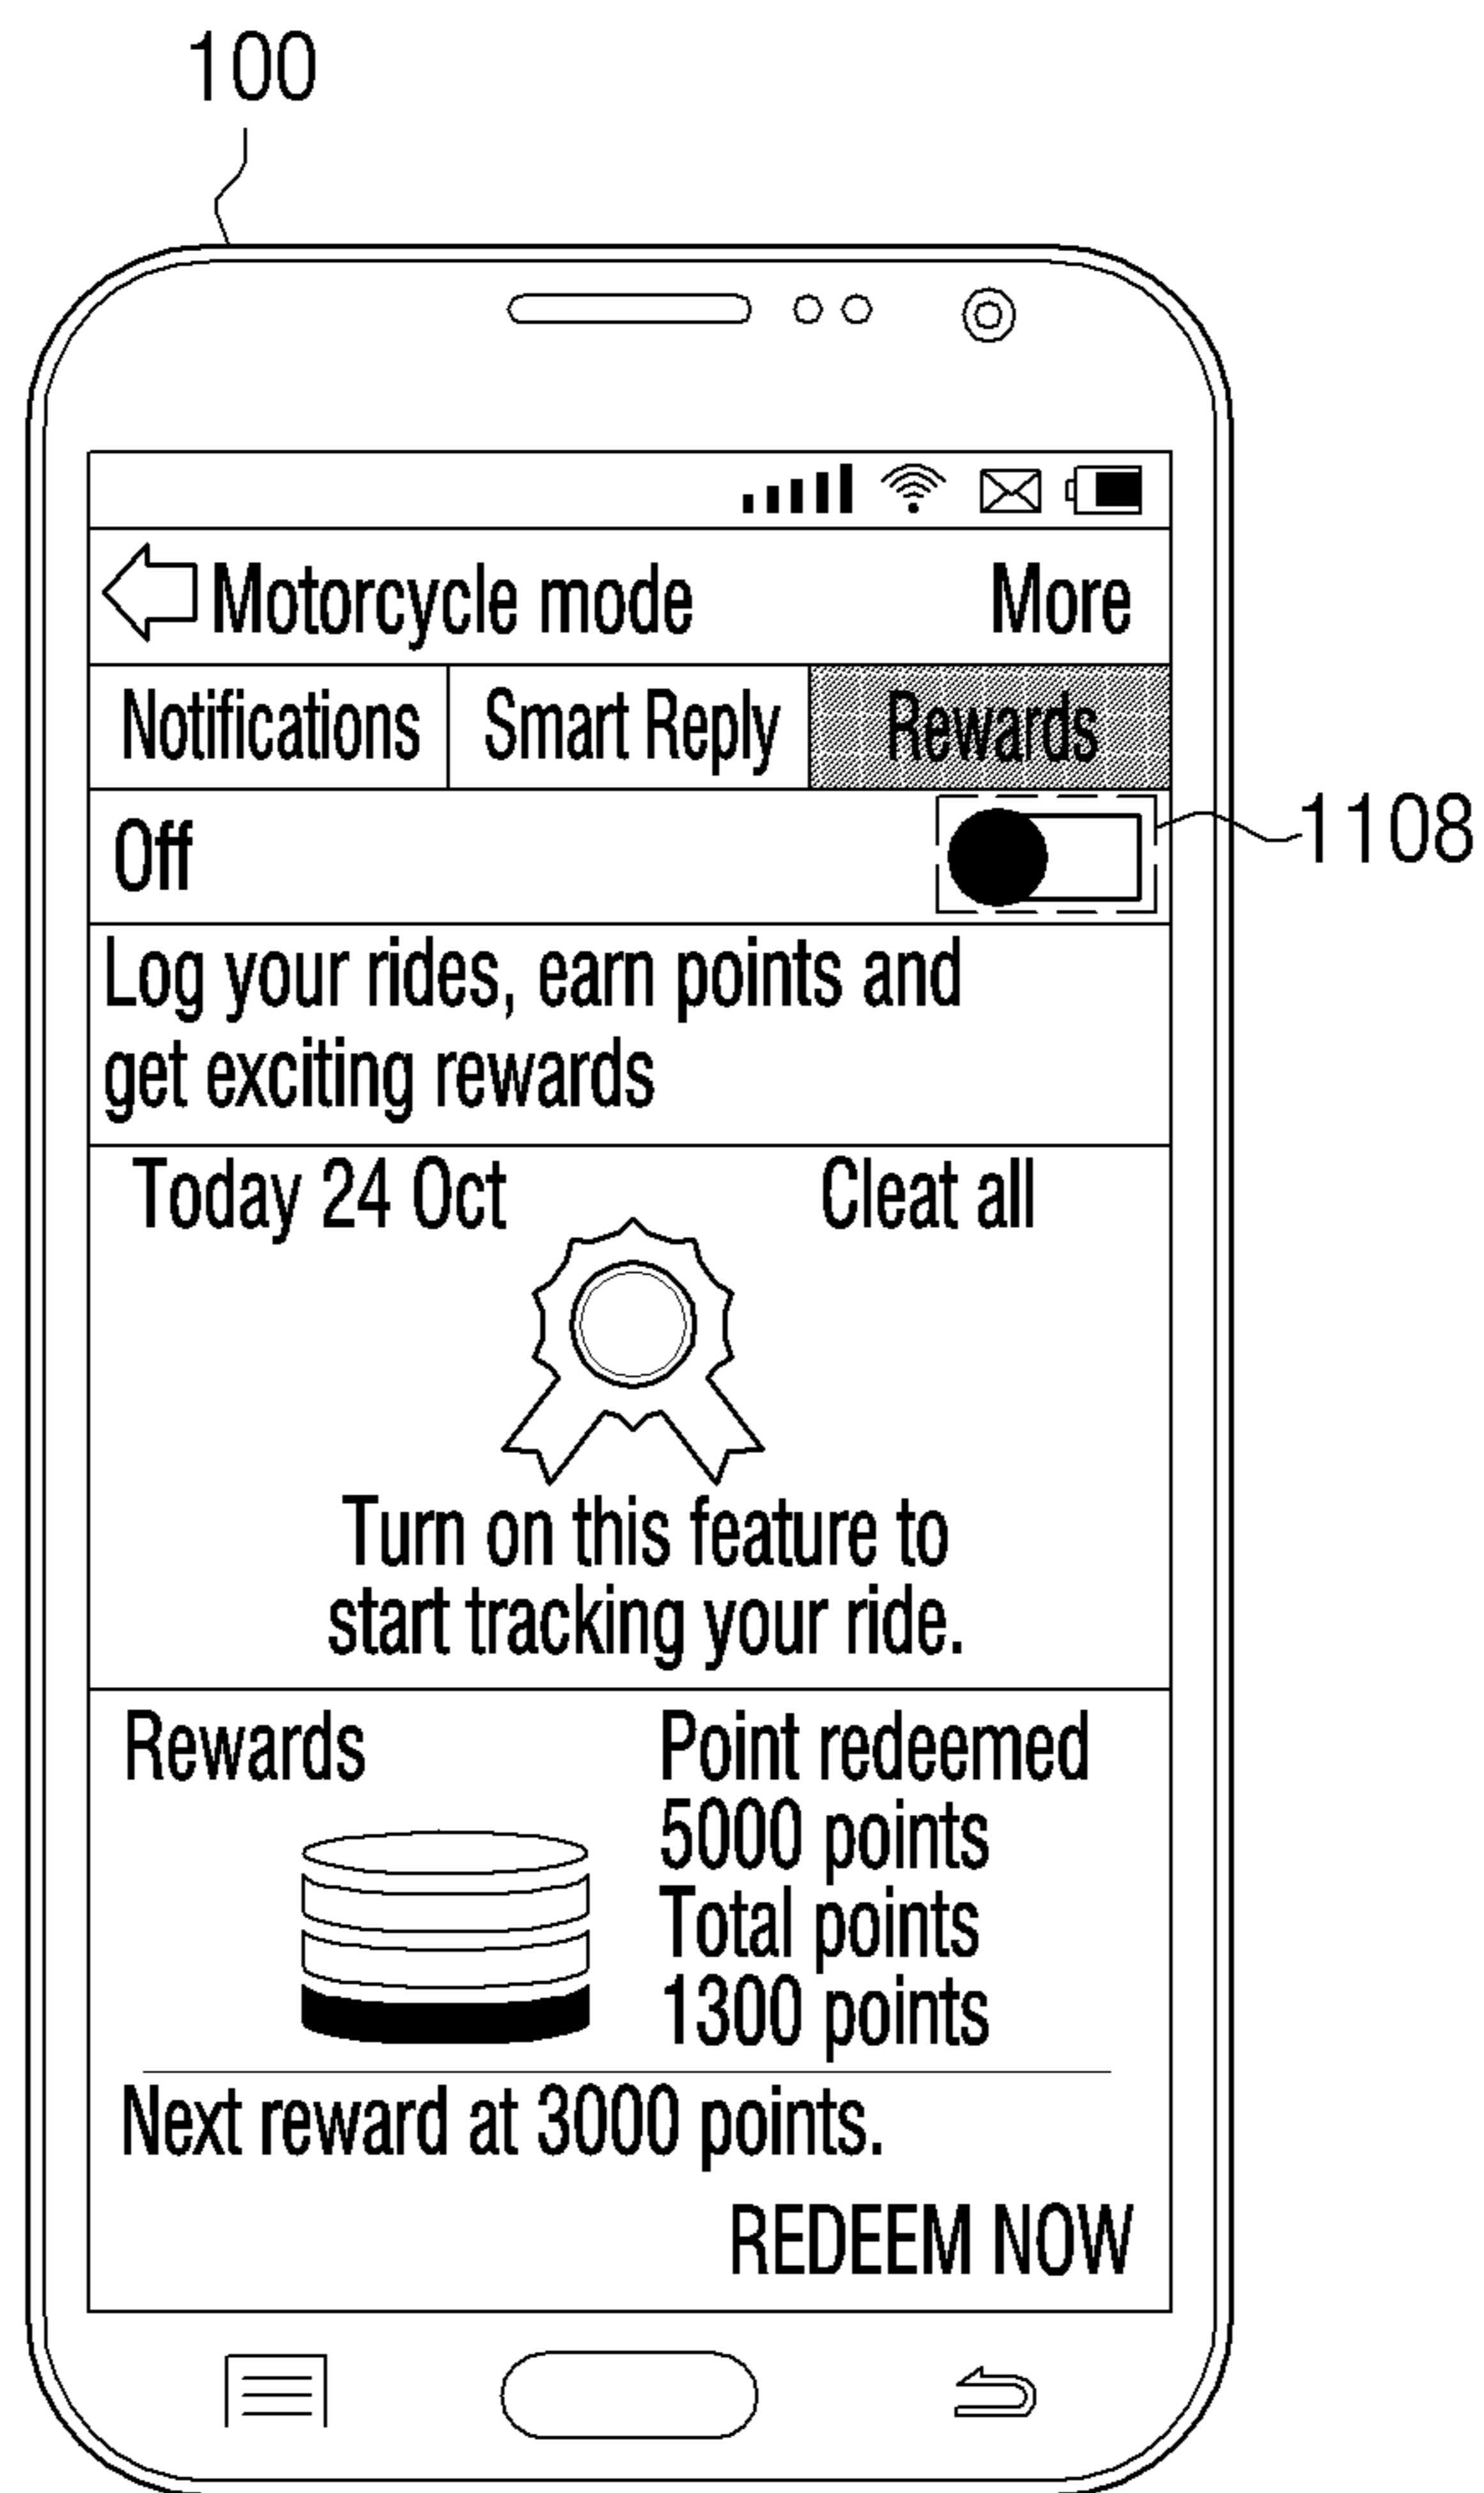 100
Motorcycle mode More
Notifications Smart Reply Rewards
Off
1108
Log your rides, earn points and
get exciting rewards
Today 24 Oct Cleat all
Turn on this feature to
start tracking your ride.
Rewards Point redeemed
5000 points
Total points
1300 points
Next reward at 3000 points.
REDEEM NOW